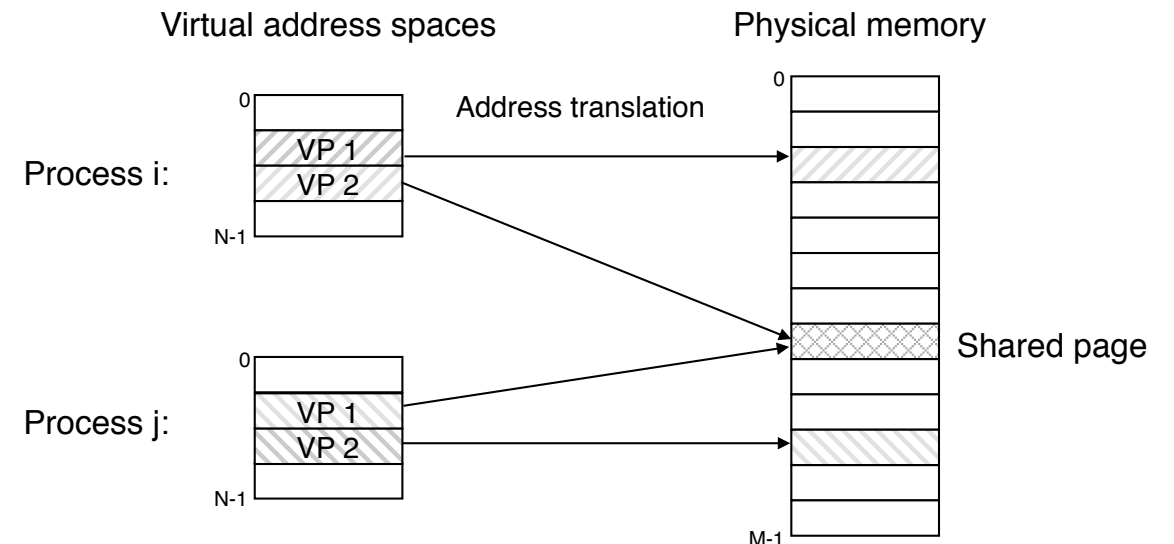 Virtual address spaces
Physical memory
0
Address translation
0
VP 1
Process i:
VP 2
N-1
0
Shared page
Process j:
VP 1
VP 2
N-1
M-1